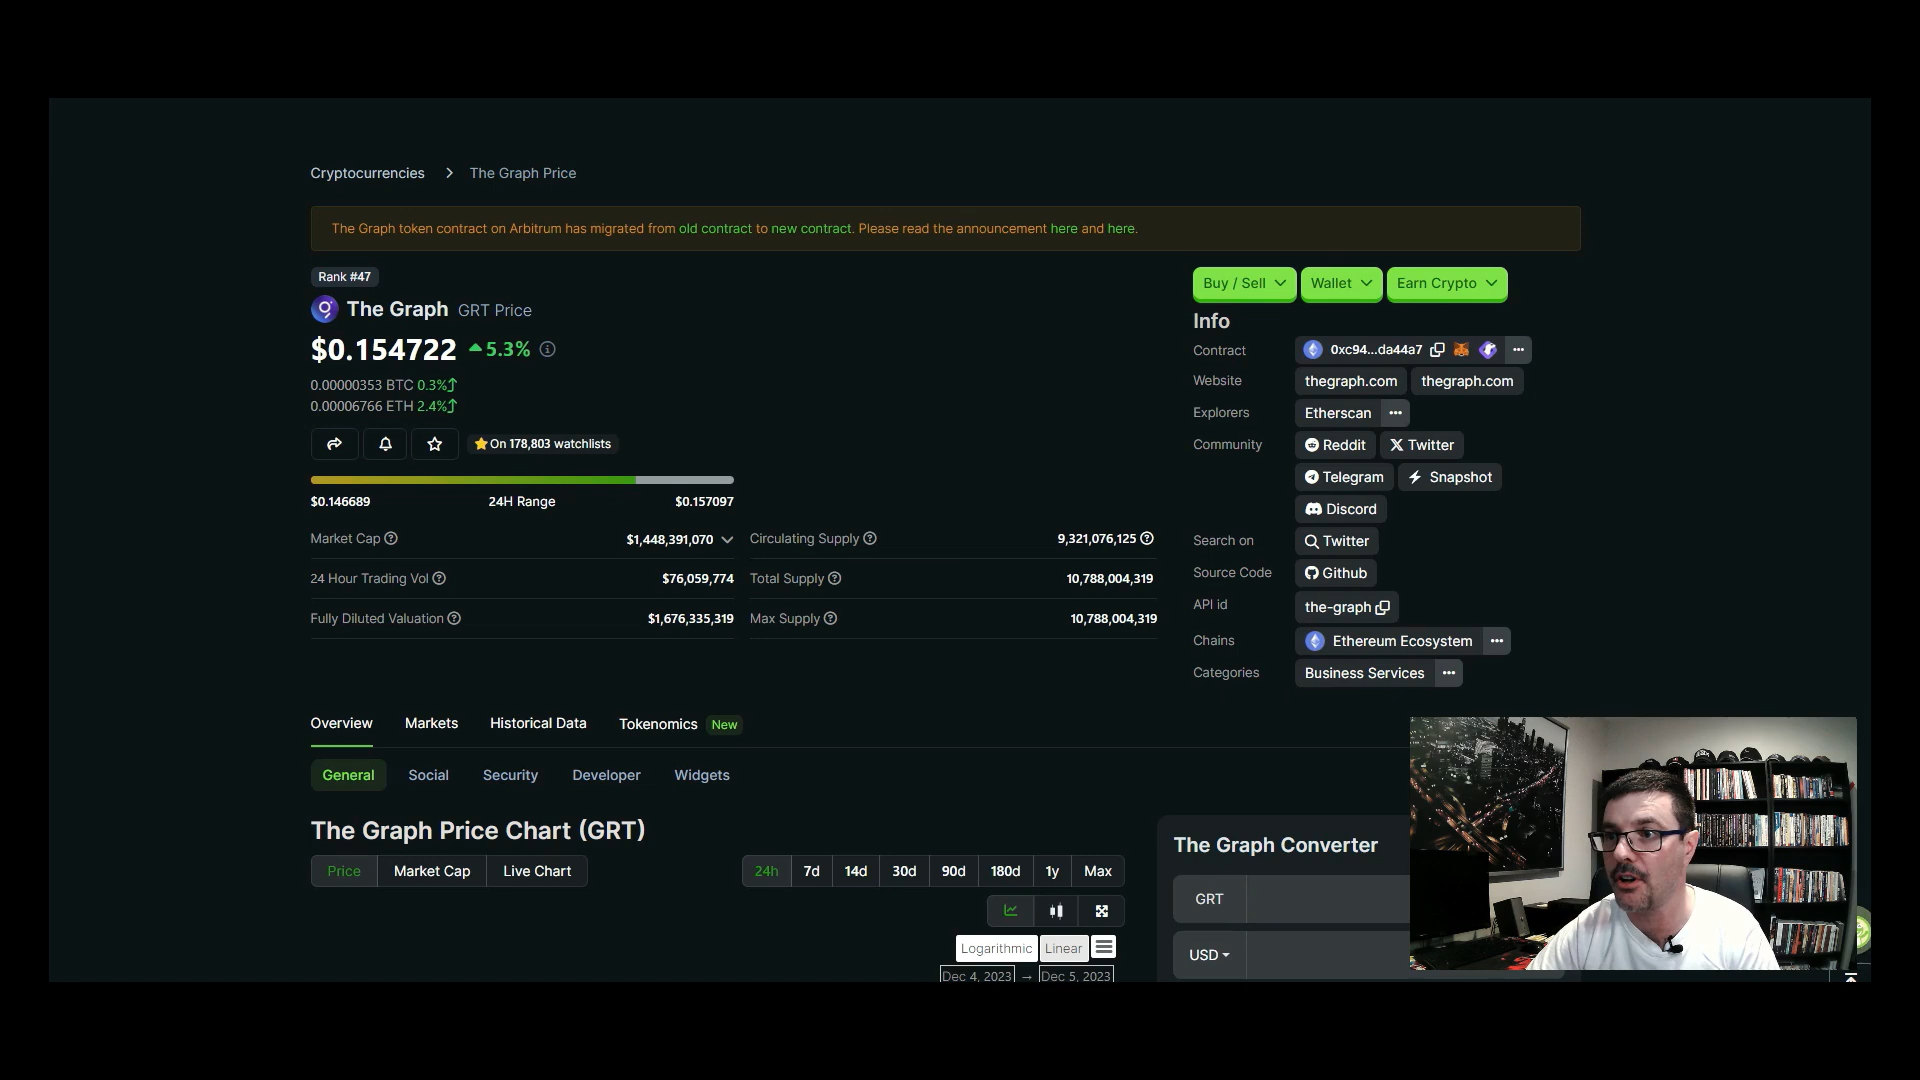 Cryptocurrencies > The Graph Price
The Graph token contract on Arbitrum has migrated from old contract to new contract. Please read the announcement here and here.
Rank #47
The Graph GRT Price
$0.154722 5.3%
0.00000353 BTC 0.3%
0.00006766 ETH 2.4%
On 178,803 watchlists
$0.146689 24H Range $0.157097
Market Cap $1,448,391,070
24 Hour Trading Vol $76,059,774
Fully Diluted Valuation $1,676,335,319
Circulating Supply 9,321,076,125
Total Supply 10,788,004,319
Max Supply 10,788,004,319
Buy / Sell Wallet Earn Crypto
Info
Contract 0xc94...da44a7
Website thegraph.com thegraph.com
Explorers Etherscan
Community Reddit Twitter
Telegram Snapshot
Discord
Search on Twitter
Source Code Github
API id the-graph
Chains Ethereum Ecosystem
Categories Business Services
Overview Markets Historical Data Tokenomics New
General Social Security Developer Widgets
The Graph Price Chart (GRT)
Price Market Cap Live Chart
24h 7d 14d 30d 90d 180d 1y Max
Logarithmic Linear
Dec 4, 2023 → Dec 5, 2023
The Graph Converter
GRT
USD